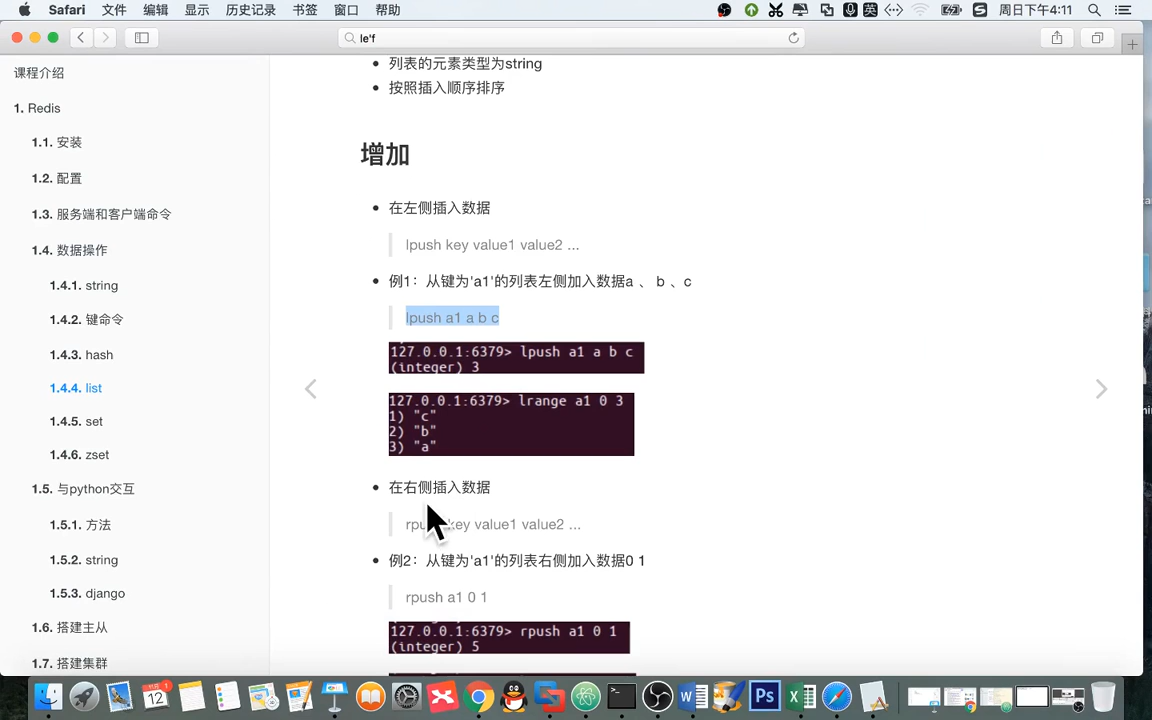 Safari 文件 编辑 显示 历史记录 书签 窗口 帮助
英 周日下午4:11
le'f
课程介绍
1. Redis
1.1. 安装
1.2. 配置
1.3. 服务端和客户端命令
1.4. 数据操作
1.4.1. string
1.4.2. 键命令
1.4.3. hash
1.4.4. list
1.4.5. set
1.4.6. zset
1.5. 与python交互
1.5.1. 方法
1.5.2. string
1.5.3. django
1.6. 搭建主从
1.7. 搭建集群
列表的元素类型为string
按照插入顺序排序
增加
在左侧插入数据
lpush key value1 value2 ...
例1：从键为'a1'的列表左侧加入数据a 、 b 、c
lpush a1 a b c
127.0.0.1:6379> lpush a1 a b c
(integer) 3
127.0.0.1:6379> lrange a1 0 3
1) "c"
2) "b"
3) "a"
在右侧插入数据
key value1 value2 ...
例2：从键为'a1'的列表右侧加入数据0 1
rpush a1 0 1
127.0.0.1:6379> rpush a1 0 1
(integer) 5
12
1
Ps